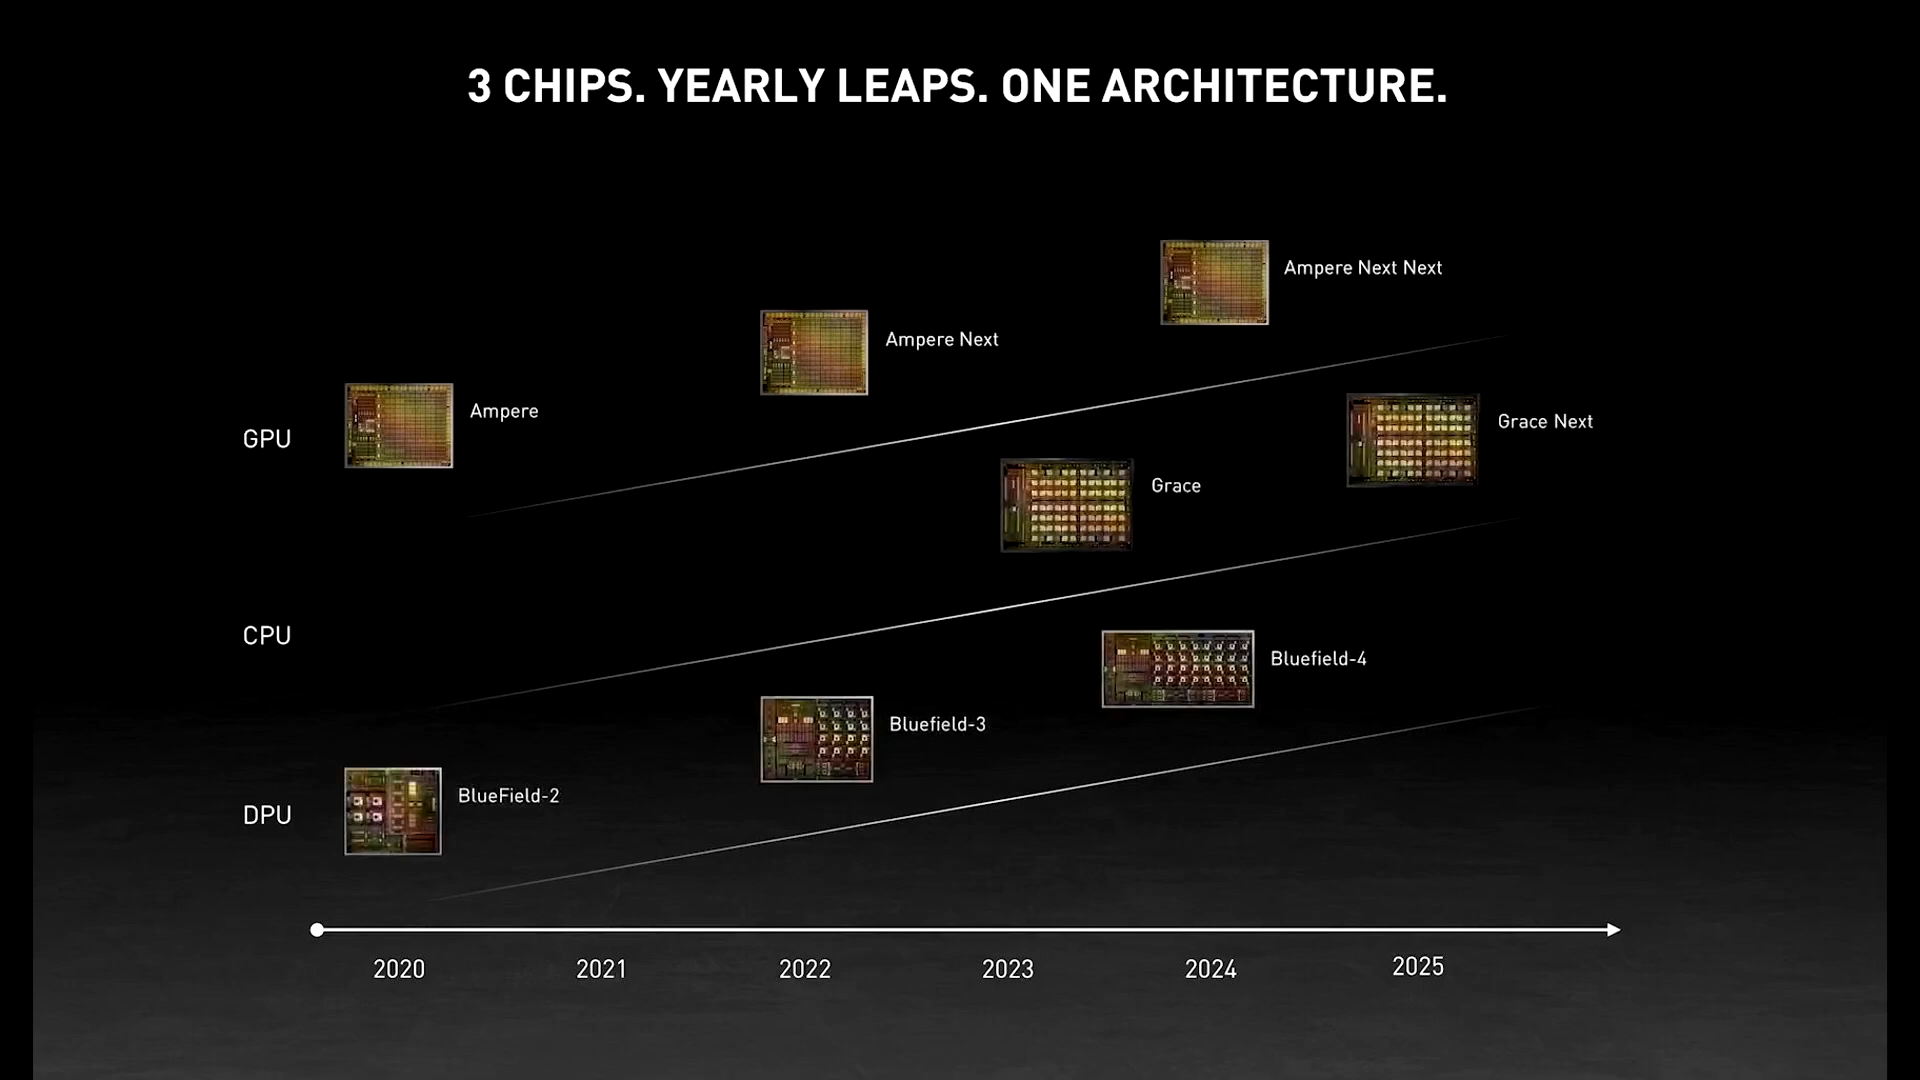 3 CHIPS. YEARLY LEAPS. ONE ARCHITECTURE.
Ampere Next Next
Ampere Next
Ampere
Grace Next
GPU
Grace
CPU
Bluefield-4
Bluefield-3
BlueField-2
DPU
2020 2021 2022 2023 2024 2025